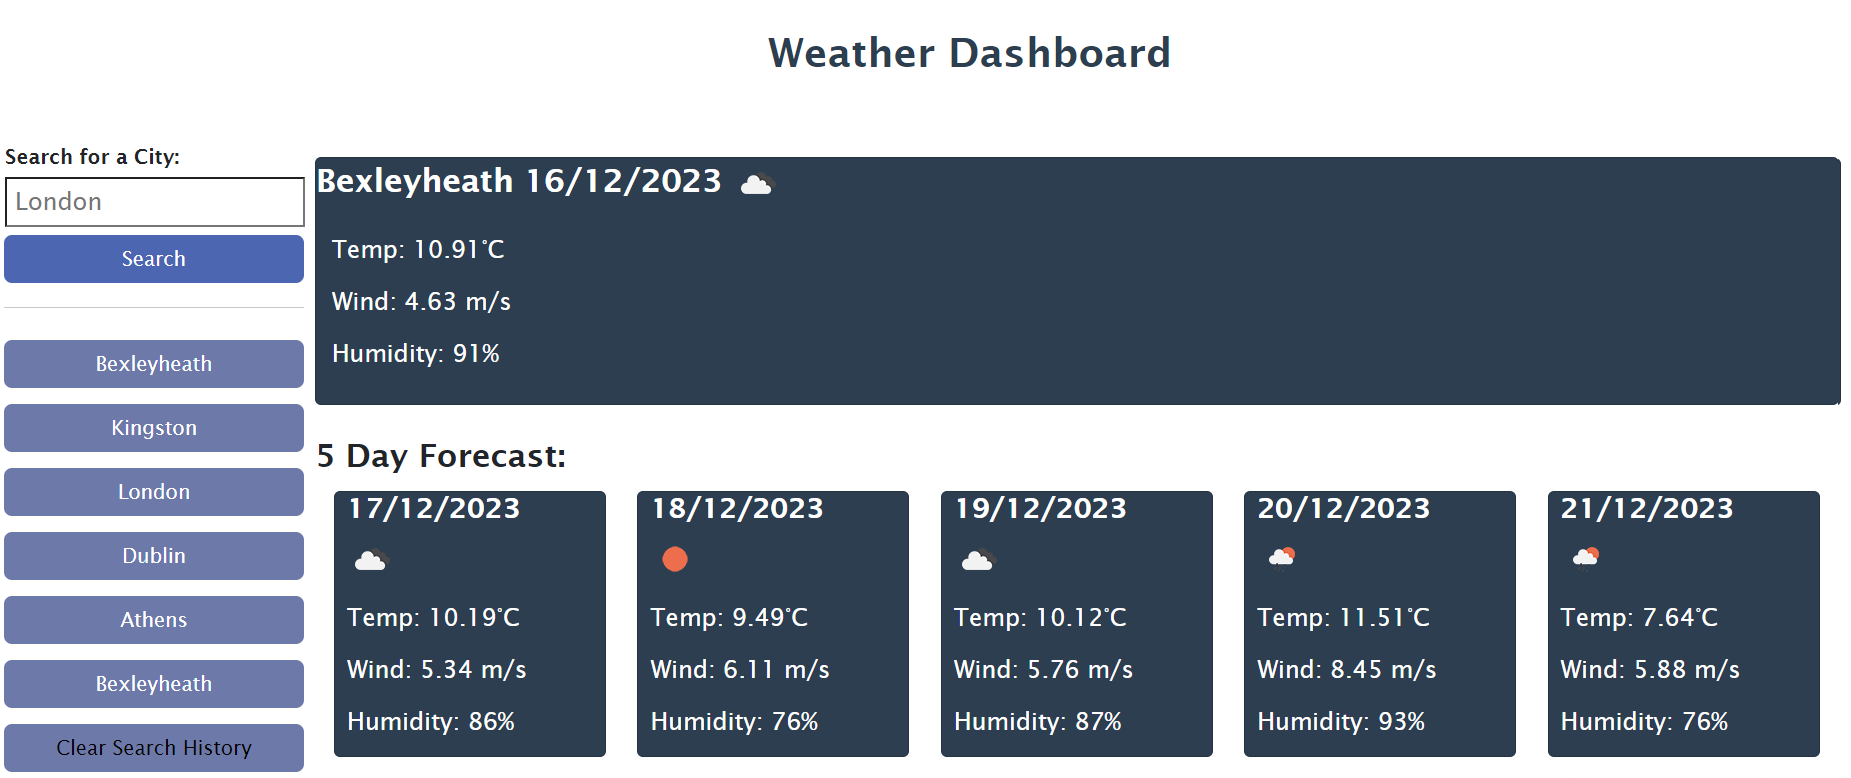 Weather Dashboard
Search for a City:
London
Search
Bexleyheath
Kingston
London
Dublin
Athens
Bexleyheath
Clear Search History
Bexleyheath 16/12/2023
Temp: 10.91°C
Wind: 4.63 m/s
Humidity: 91%
5 Day Forecast:
17/12/2023
Temp: 10.19°C
Wind: 5.34 m/s
Humidity: 86%
18/12/2023
Temp: 9.49°C
Wind: 6.11 m/s
Humidity: 76%
19/12/2023
Temp: 10.12°C
Wind: 5.76 m/s
Humidity: 87%
20/12/2023
Temp: 11.51°C
Wind: 8.45 m/s
Humidity: 93%
21/12/2023
Temp: 7.64°C
Wind: 5.88 m/s
Humidity: 76%